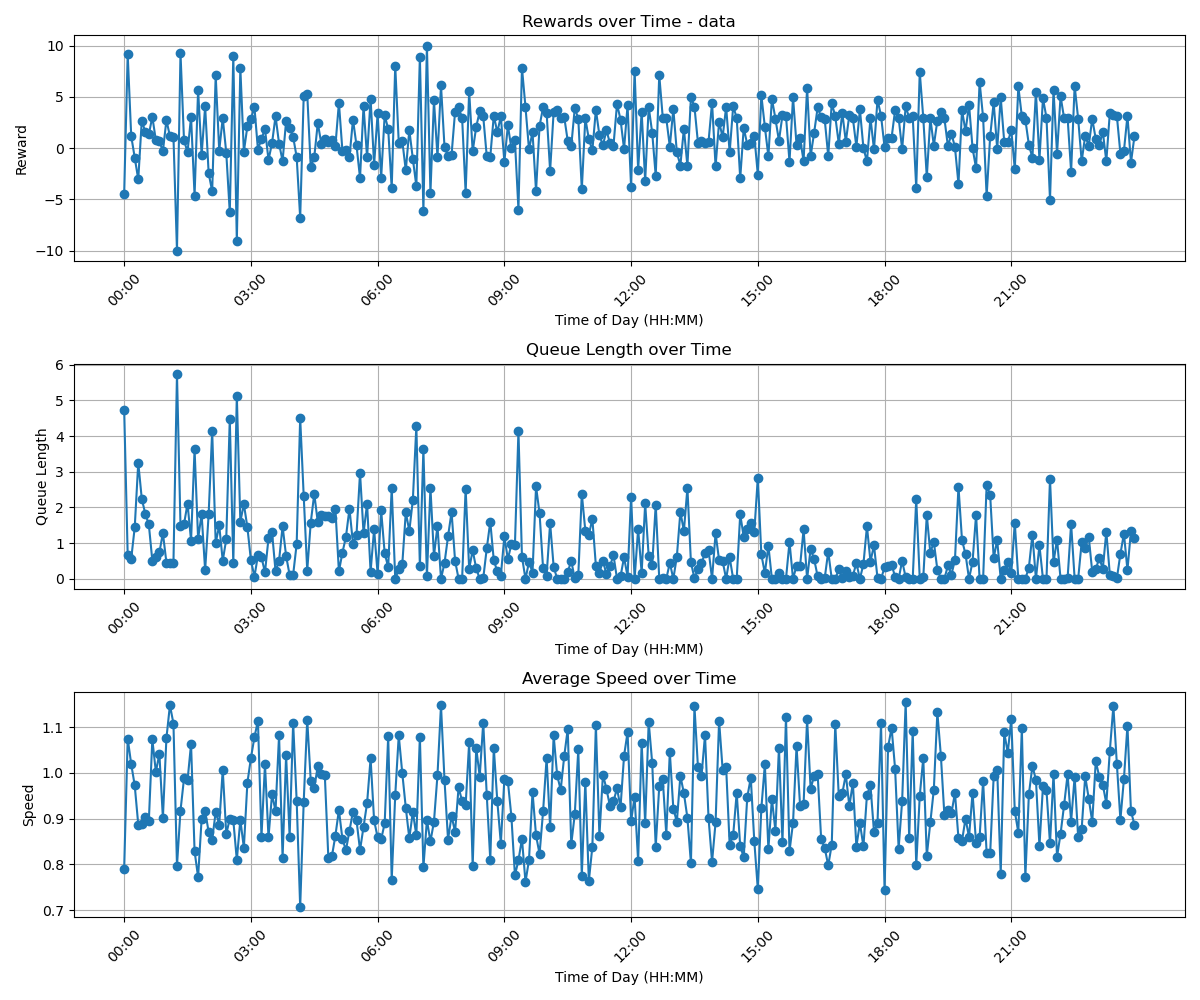 Rewards over Time - data
Reward
10
5
0
−5
−10
00:00 03:00 06:00 09:00 12:00 15:00 18:00 21:00
Time of Day (HH:MM)
Queue Length over Time
Queue Length
6
5
4
3
2
1
0
00:00 03:00 06:00 09:00 12:00 15:00 18:00 21:00
Time of Day (HH:MM)
Average Speed over Time
Speed
1.1
1.0
0.9
0.8
0.7
00:00 03:00 06:00 09:00 12:00 15:00 18:00 21:00
Time of Day (HH:MM)